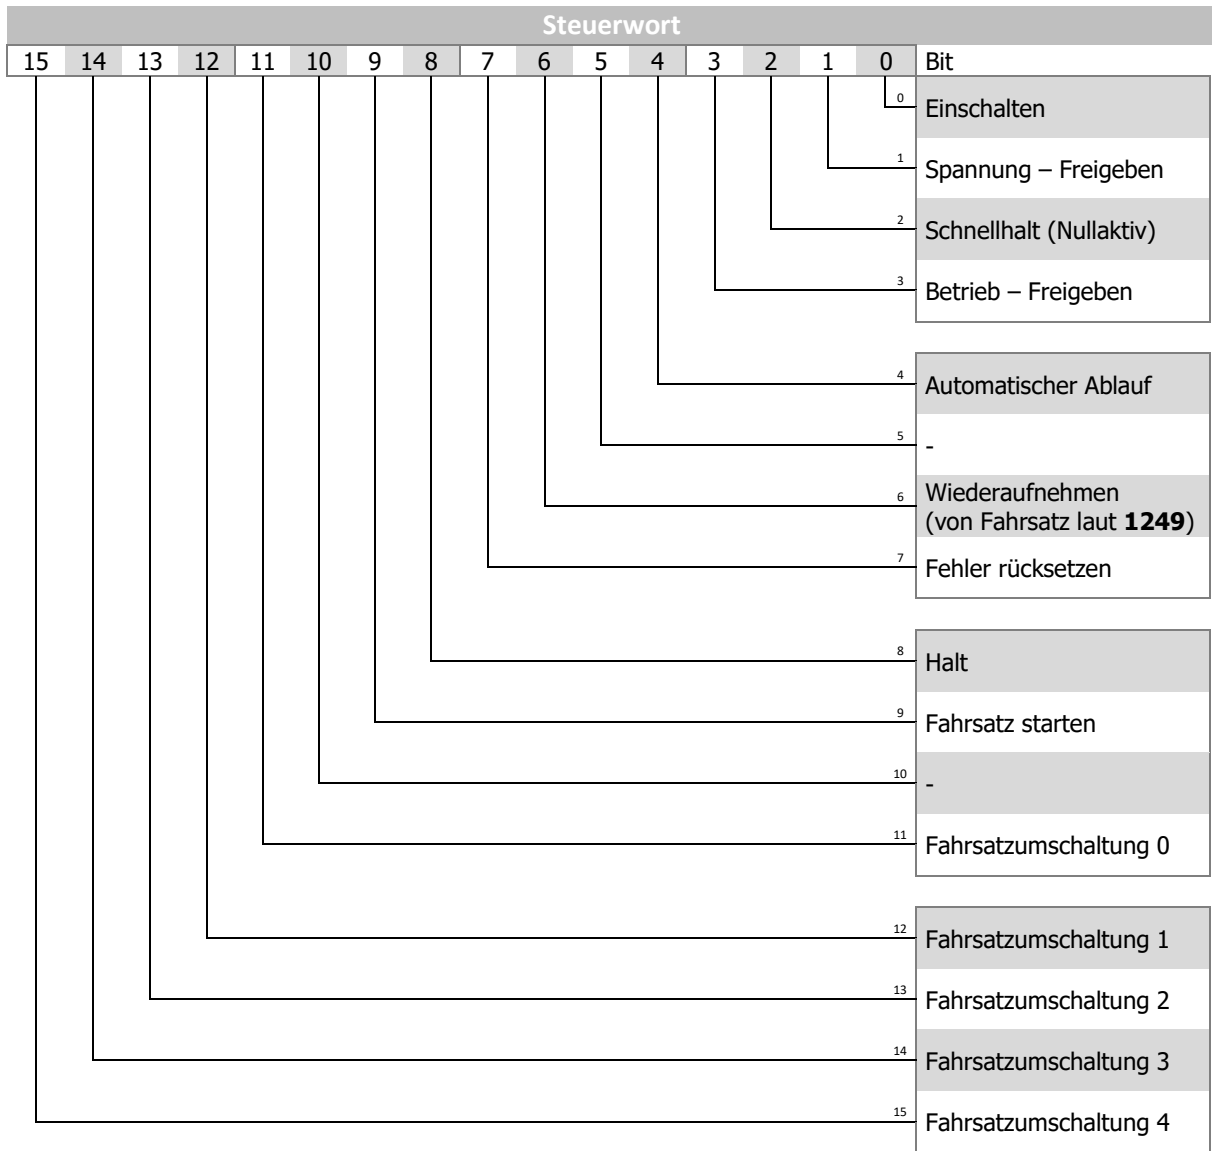 Steuerwort
15 14 13 12 11 10 9 8 7 6 5 4 3 2 1 0 Bit
0 Einschalten
1 Spannung – Freigeben
2 Schnellhalt (Nullaktiv)
3 Betrieb – Freigeben
4 Automatischer Ablauf
5 -
6 Wiederaufnehmen
(von Fahrsatz laut 1249)
7 Fehler rücksetzen
8 Halt
9 Fahrsatz starten
10 -
11 Fahrsatzumschaltung 0
12 Fahrsatzumschaltung 1
13 Fahrsatzumschaltung 2
14 Fahrsatzumschaltung 3
15 Fahrsatzumschaltung 4